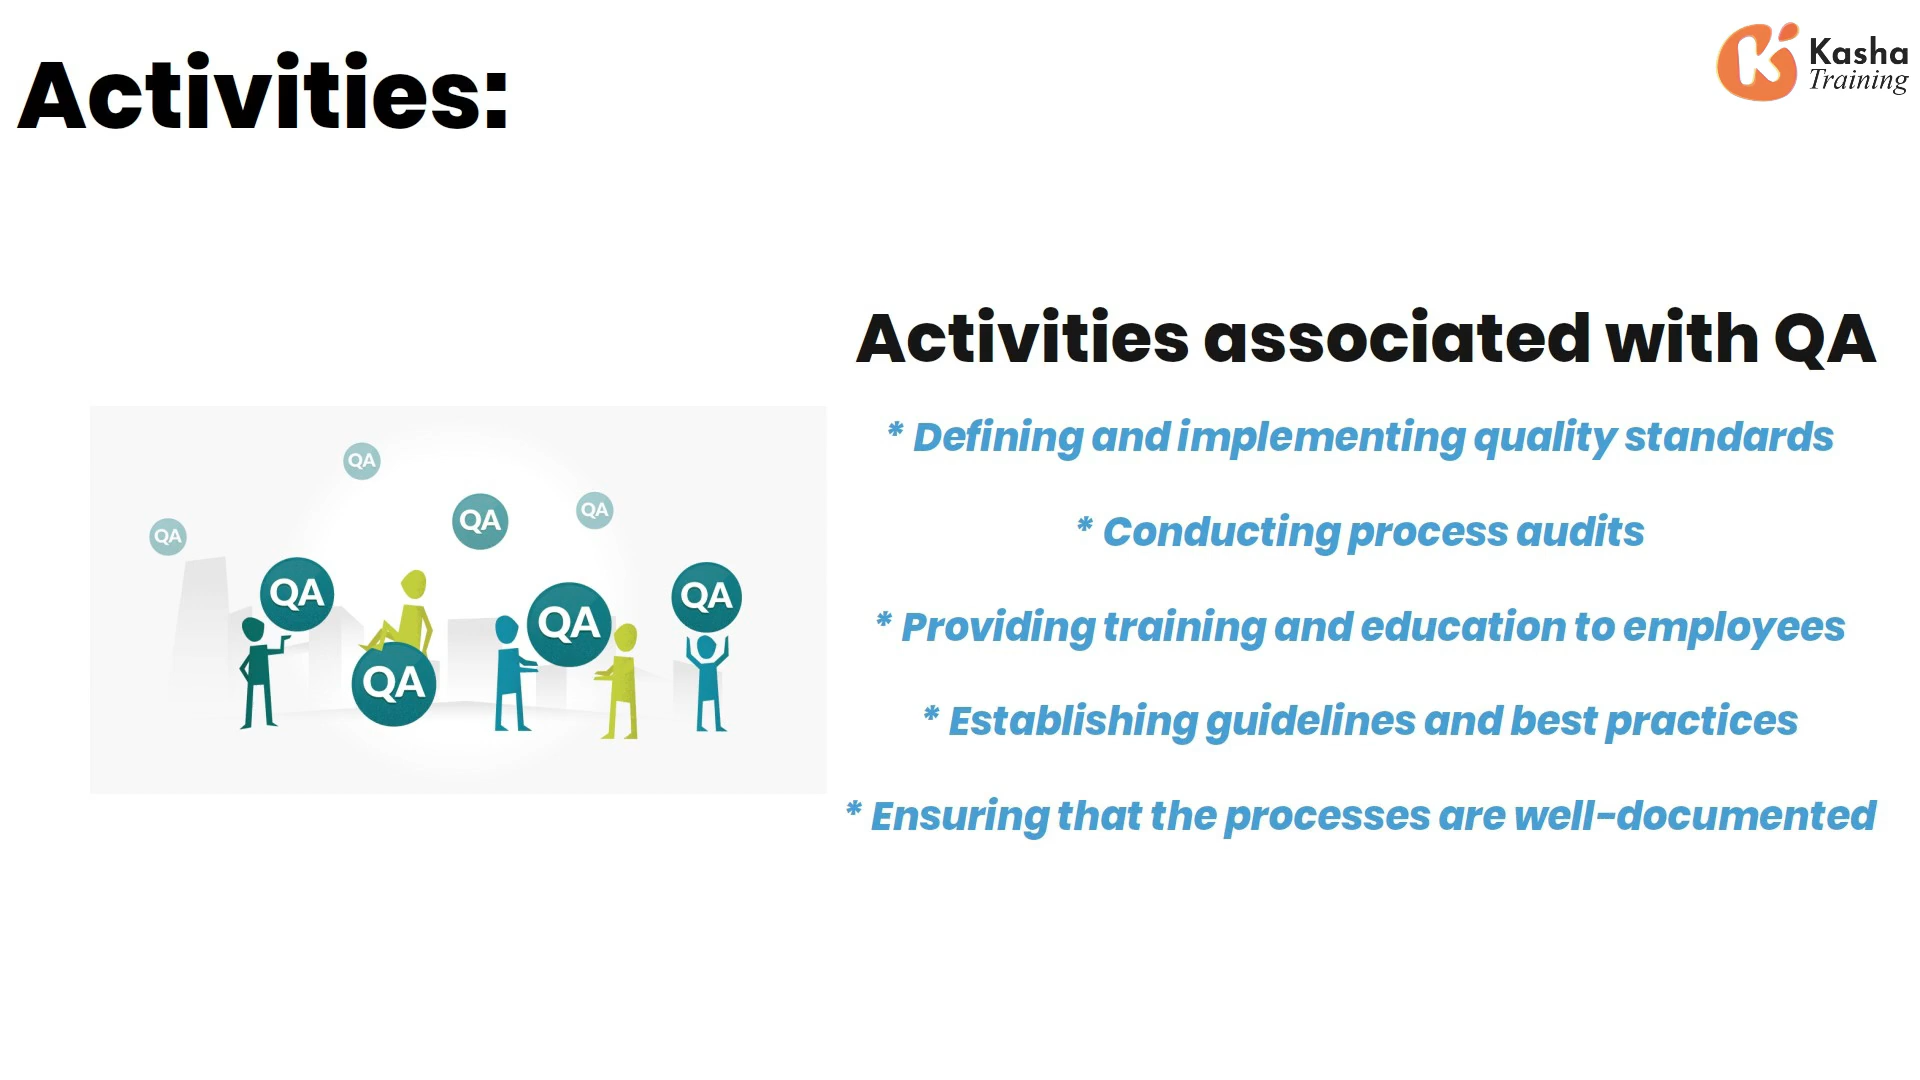 Activities:
Kasha
Training
Activities associated with QA
* Defining and implementing quality standards
* Conducting process audits
* Providing training and education to employees
* Establishing guidelines and best practices
* Ensuring that the processes are well-documented
QA
QA
QA
QA
QA
QA
QA
QA